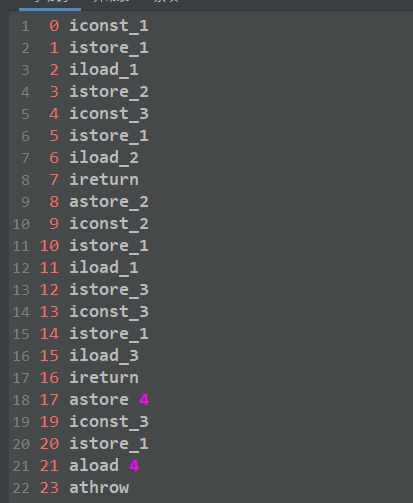 1 0 iconst_1
2 1 istore_1
3 2 iload_1
4 3 istore_2
5 4 iconst_3
6 5 istore_1
7 6 iload_2
8 7 ireturn
9 8 astore_2
10 9 iconst_2
11 10 istore_1
12 11 iload_1
13 12 istore_3
14 13 iconst_3
15 14 istore_1
16 15 iload_3
17 16 ireturn
18 17 astore 4
19 19 iconst_3
20 20 istore_1
21 21 aload 4
22 23 athrow